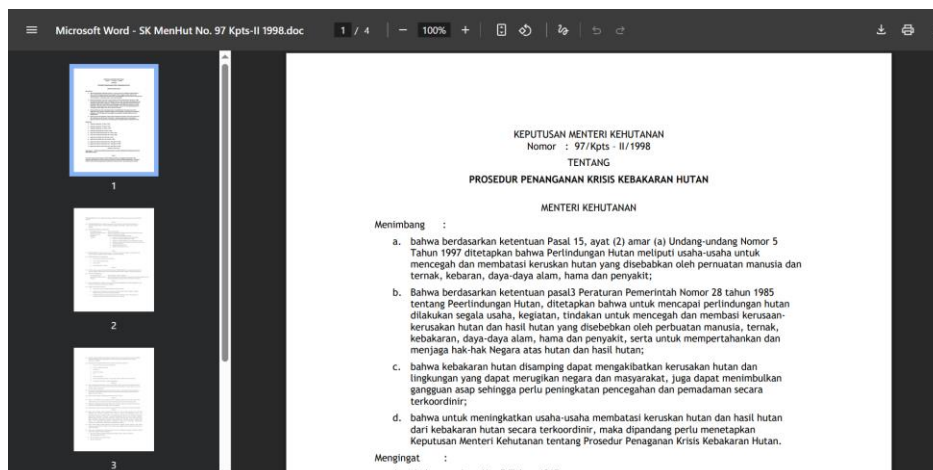 Microsoft Word - SK MenHut No. 97 Kpts-II 1998.doc
1 / 4
100%
KEPUTUSAN MENTERI KEHUTANAN
Nomor : 97/Kpts - II/1998
TENTANG
PROSEDUR PENANGANAN KRISIS KEBAKARAN HUTAN
MENTERI KEHUTANAN
Menimbang :
a. bahwa berdasarkan ketentuan Pasal 15, ayat (2) amar (a) Undang-undang Nomor 5
Tahun 1997 ditetapkan bahwa Perlindungan Hutan meliputi usaha-usaha untuk
mencegah dan membatasi keruskan hutan yang disebabkan oleh pernuatan manusia dan
ternak, kebaran, daya-daya alam, hama dan penyakit;
b. Bahwa berdasarkan ketentuan pasal3 Peraturan Pemerintah Nomor 28 tahun 1985
tentang Peerlindungan Hutan, ditetapkan bahwa untuk mencapai perlindungan hutan
dilakukan segala usaha, kegiatan, tindakan untuk mencegah dan membasi kerusaan-
kerusakan hutan dan hasil hutan yang disebebkan oleh perbuatan manusia, ternak,
kebakaran, daya-daya alam, hama dan penyakit, serta untuk mempertahankan dan
menjaga hak-hak Negara atas hutan dan hasil hutan;
c. bahwa kebakaran hutan disamping dapat mengakibatkan kerusakan hutan dan
lingkungan yang dapat merugikan negara dan masyarakat, juga dapat menimbulkan
gangguan asap sehingga perlu peningkatan pencegahan dan pemadaman secara
terkoordinir;
d. bahwa untuk meningkatkan usaha-usaha membatasi keruskan hutan dan hasil hutan
dari kebakaran hutan secara terkordinir, maka dipandang perlu menetapkan
Keputusan Menteri Kehutanan tentang Prosedur Penaganan Krisis Kebakaran Hutan.
Mengingat :
1
2
3